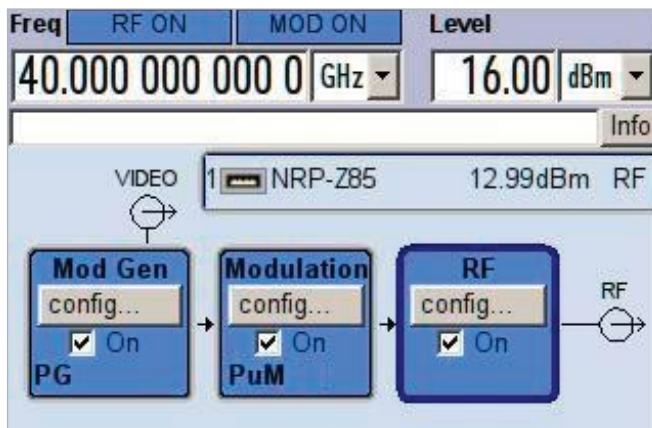 Freq RF ON MOD ON Level
40.000 000 000 0 GHz 16.00 dBm
Info
VIDEO 1 NRP-Z85 12.99dBm RF
Mod Gen Modulation RF
config... config... config... RF
On On On
PG PuM